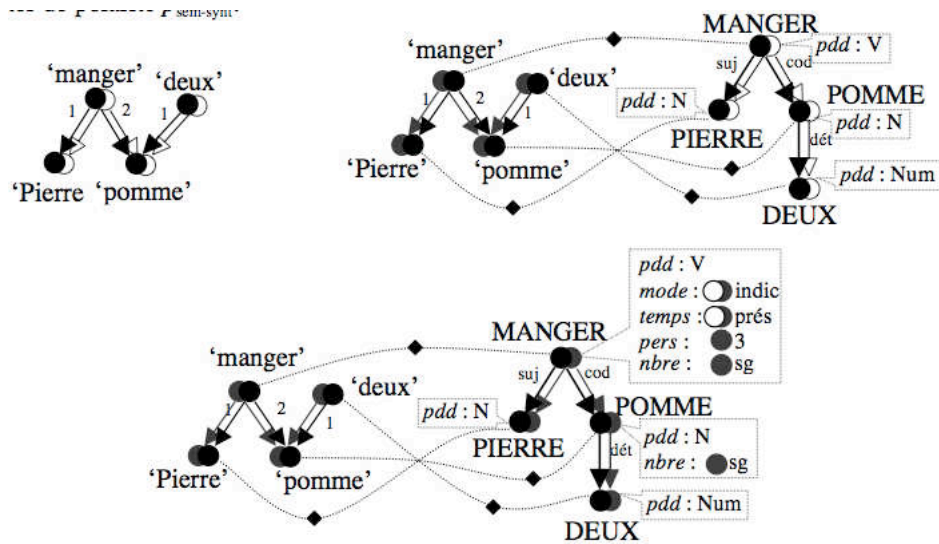 sem-synt
'manger'
'deux'
1
2
1
'Pierre
'pomme'
'manger'
'deux'
1
2
1
'Pierre'
'pomme'
MANGER
pdd : V
suj
cod
pdd : N
PIERRE
POMME
pdd : N
dét
pdd : Num
DEUX
'manger'
'deux'
1
2
1
'Pierre'
'pomme'
MANGER
pdd : V
mode : indic
temps : prés
pers : 3
nbre : sg
suj
cod
pdd : N
PIERRE
POMME
pdd : N
nbre : sg
dét
pdd : Num
DEUX